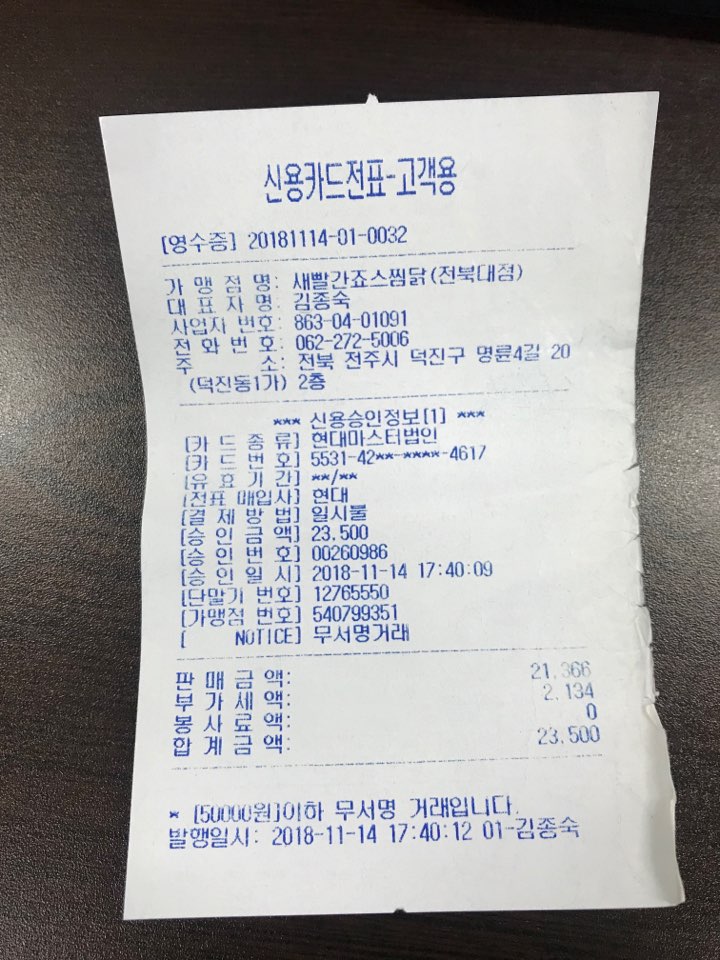 신용카드전표-고객용
[영수증] 20181114-01-0032
가 맹 점 명: 새빨간쬬스찜닭(전북대점)
대 표 자 명: 김종숙
사업자 번호: 863-04-01091
전 화 번 호: 062-272-5006
주 소: 전북 전주시 덕진구 명륜4길 20
(덕진동1가) 2층
*** 신용승인정보[1] ***
[카 드 종 류] 현대마스터법인
[카 드 번 호] 5531-42**-****-4617
[유 효 기 간] **/**
[전표 매입사] 현대
[결 제 방 법] 일시불
[승 인 금 액] 23,500
[승 인 번 호] 00260986
[승 인 일 시] 2018-11-14 17:40:09
[단말기 번호] 12765550
[가맹점 번호] 540799351
[ NOTICE] 무서명거래
판 매 금 액: 21,366
부 가 세 액: 2,134
봉 사 료 액: 0
합 계 금 액: 23,500
* [50000원]이하 무서명 거래입니다.
발행일시: 2018-11-14 17:40:12 01-김종숙